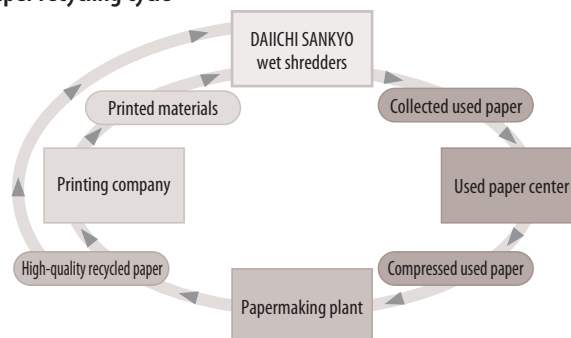 recycling cycle
DAIICHI SANKYO
wet shredders
Printed materials
Collected used paper
Printing company
Used paper center
High-quality recycled paper
Compressed used paper
Papermaking plant